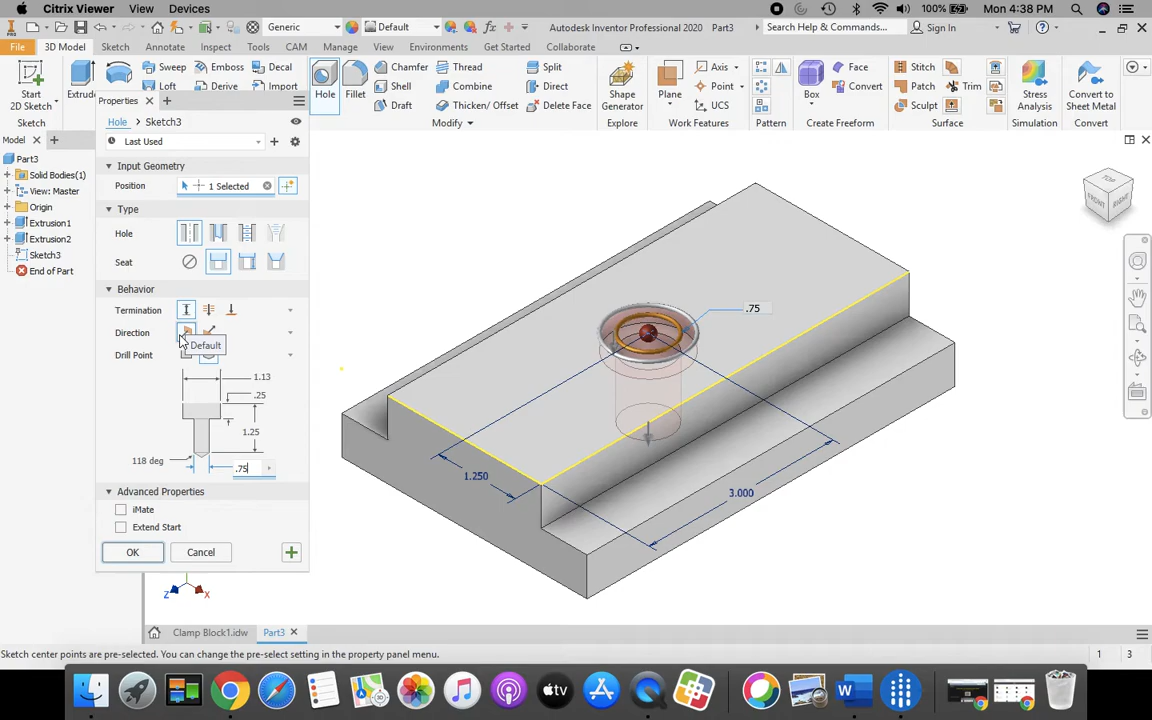 Citrix Viewer View Devices 100% Mon 4:38 PM
Generic Default fx Autodesk Inventor Professional 2020 Part3 Search Help & Commands... Sign In
File 3D Model Sketch Annotate Inspect Tools CAM Manage View Environments Get Started Collaborate
Start
2D Sketch
Extrude
Sweep Emboss Decal
Loft Derive Import
Hole
Fillet
Chamfer Thread Split
Shell Combine Direct
Draft Thicken/ Offset Delete Face
Shape
Generator
Plane
Axis
Point
UCS
Box
Face
Convert
Stitch
Patch Trim
Sculpt
Stress
Analysis
Convert to
Sheet Metal
Sketch Modify Explore Work Features Pattern Create Freeform Surface Simulation Convert
Properties
Hole > Sketch3
Last Used
Input Geometry
Position 1 Selected
Type
Hole
Seat
Behavior
Termination
Direction
Default
Drill Point
1.13
.25
1.25
118 deg
.75
Advanced Properties
iMate
Extend Start
OK Cancel
Model
Part3
Solid Bodies(1)
View: Master
Origin
Extrusion1
Extrusion2
Sketch3
End of Part
.75
1.250
3.000
TOP
FRONT
RIGHT
Z X
Clamp Block1.idw Part3
Sketch center points are pre-selected. You can change the pre-select setting in the property panel menu. 1 3
tv
W